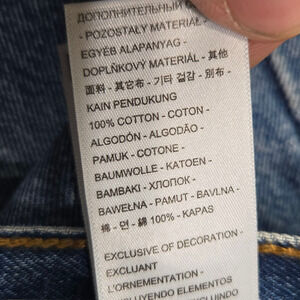 ДОПОЛНИТЕЛЬНЫЙ
- POZOSTAŁY MATERIAŁ -
EGYÉB ALAPANYAG -
DOPLŇKOVÝ MATERIÁL - 其他
面料 - 其它布 - 기타 겉감 - 別布 -
KAIN PENDUKUNG
100% COTTON - COTON -
ALGODÓN - ALGODÃO -
PAMUK - COTONE -
BAUMWOLLE - KATOEN -
BAMBAKI - ХЛОПОК -
BAWEŁNA - PAMUT - BAVLNA -
棉 - 면 - 綿 100% - KAPAS
EXCLUSIVE OF DECORATION -
EXCLUANT
L'ORNEMENTATION -
EXCLUYENDO ELEMENTOS